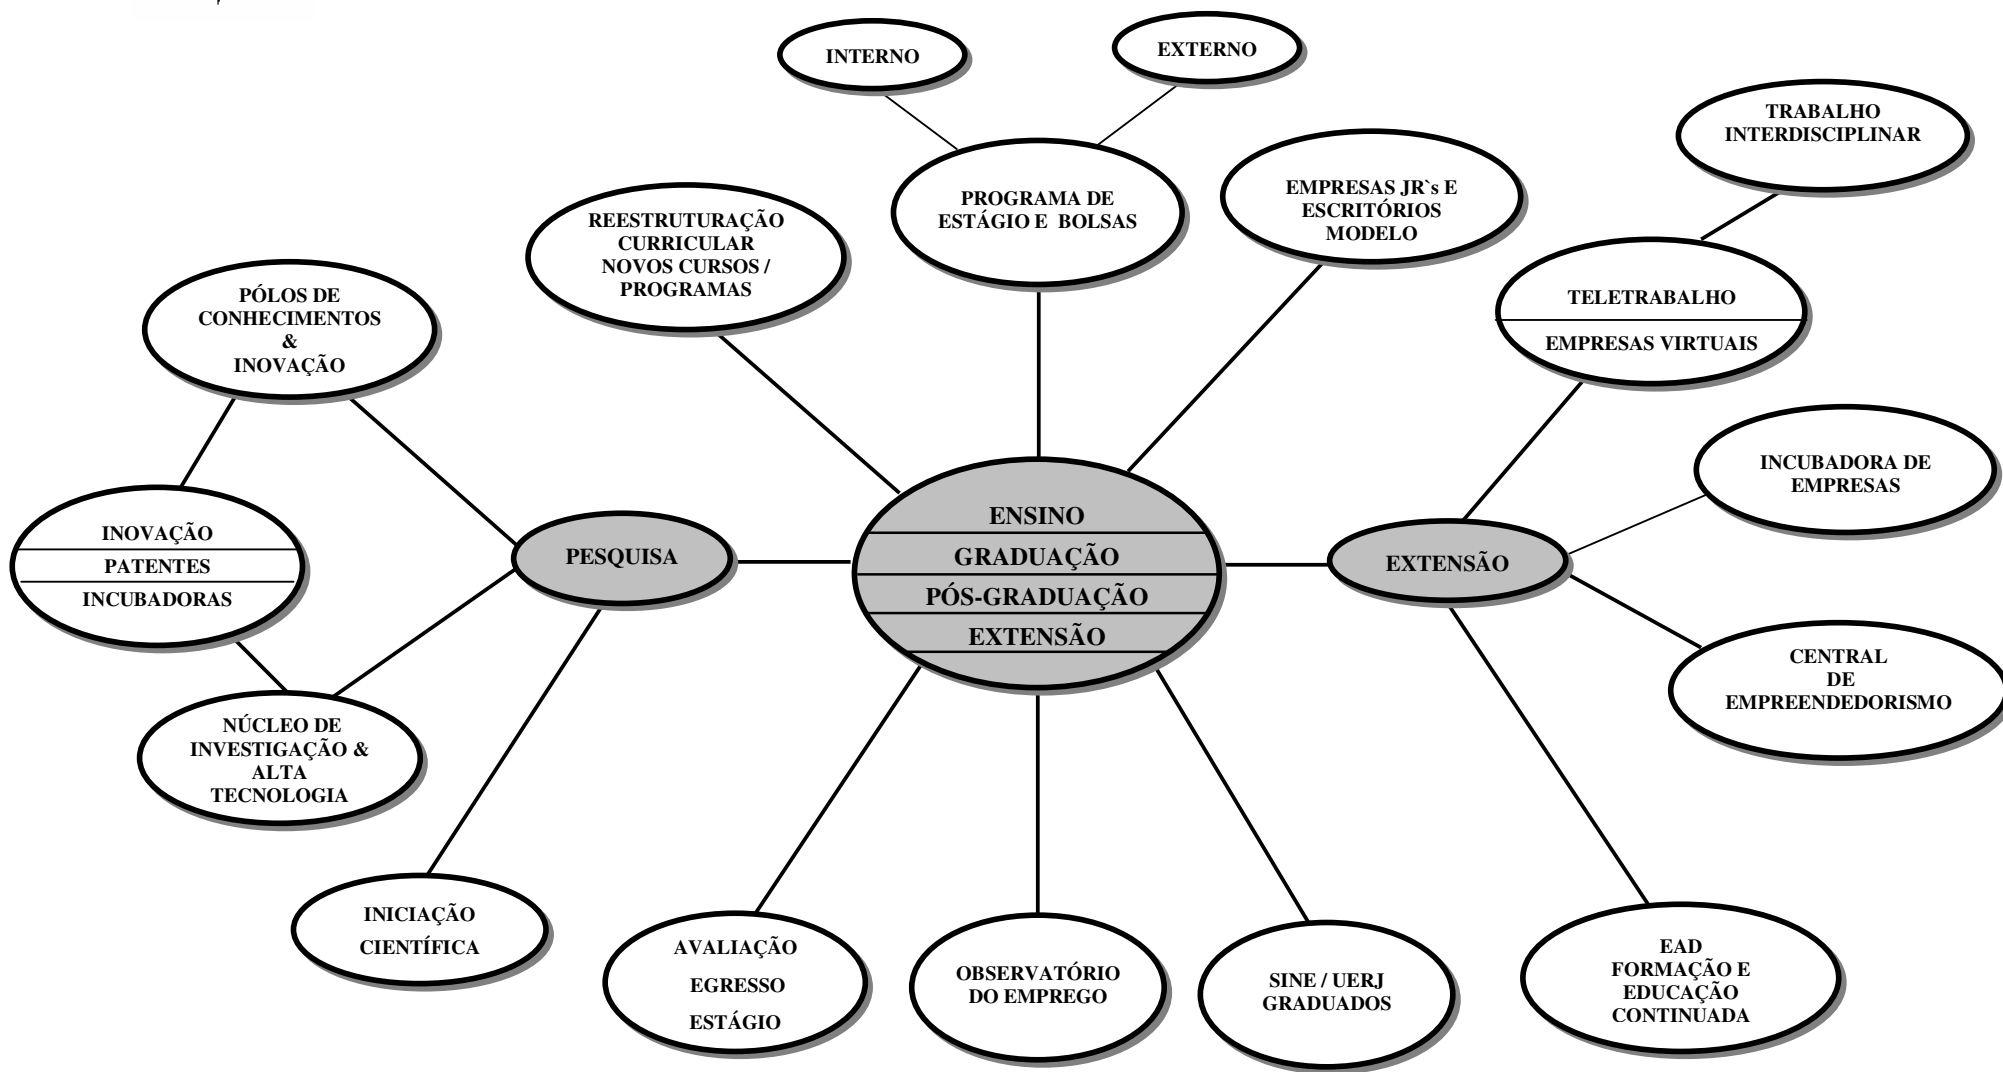 INTERNO
EXTERNO
TRABALHO
INTERDISCIPLINAR
REESTRUTURAÇÃO
CURRICULAR
NOVOS CURSOS /
PROGRAMAS
PROGRAMA DE
ESTÁGIO E BOLSAS
EMPRESAS JR`s E
ESCRITÓRIOS
MODELO
TELETRABALHO
EMPRESAS VIRTUAIS
PÓLOS DE
CONHECIMENTOS
&
INOVAÇÃO
INCUBADORA DE
EMPRESAS
INOVAÇÃO
PATENTES
INCUBADORAS
PESQUISA
ENSINO
GRADUAÇÃO
PÓS-GRADUAÇÃO
EXTENSÃO
EXTENSÃO
CENTRAL
DE
EMPREENDEDORISMO
NÚCLEO DE
INVESTIGAÇÃO &
ALTA
TECNOLOGIA
INICIAÇÃO
CIENTÍFICA
AVALIAÇÃO
EGRESSO
ESTÁGIO
OBSERVATÓRIO
DO EMPREGO
SINE / UERJ
GRADUADOS
EAD
FORMAÇÃO E
EDUCAÇÃO
CONTINUADA